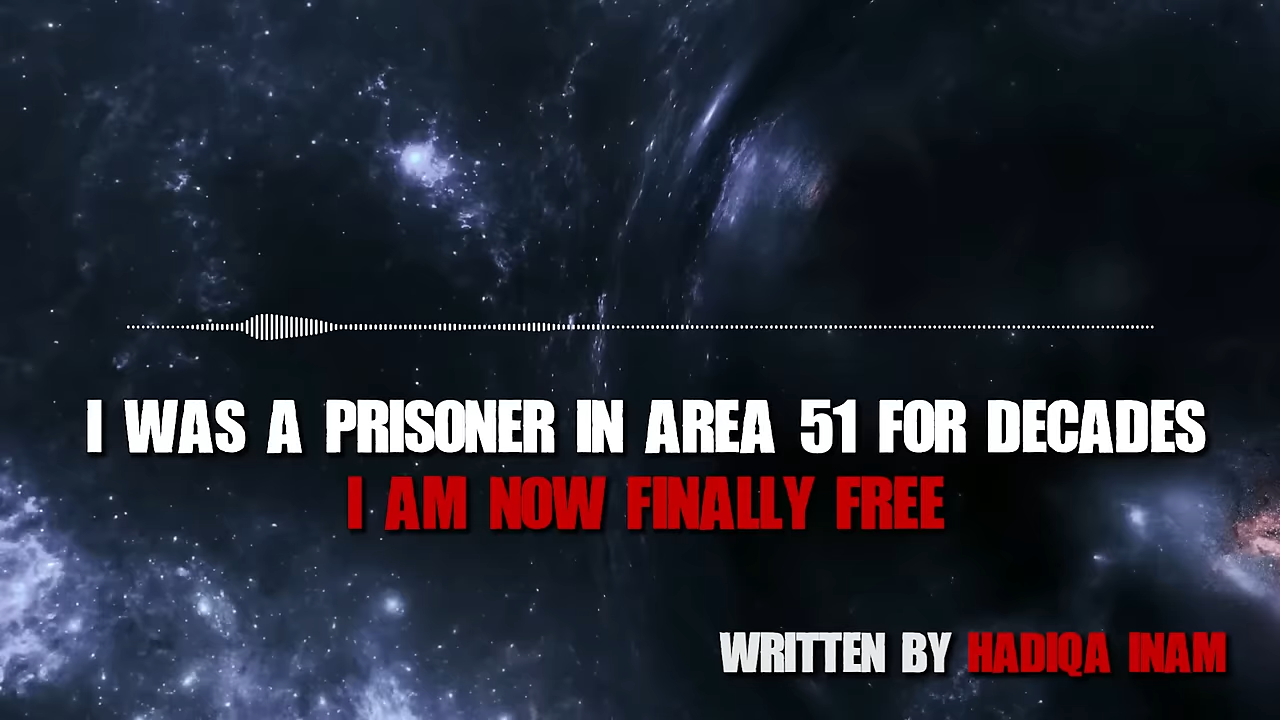 I WAS A PRISONER IN AREA 51 FOR DECADES
I AM NOW FINALLY FREE
WRITTEN BY HADIQA INAM